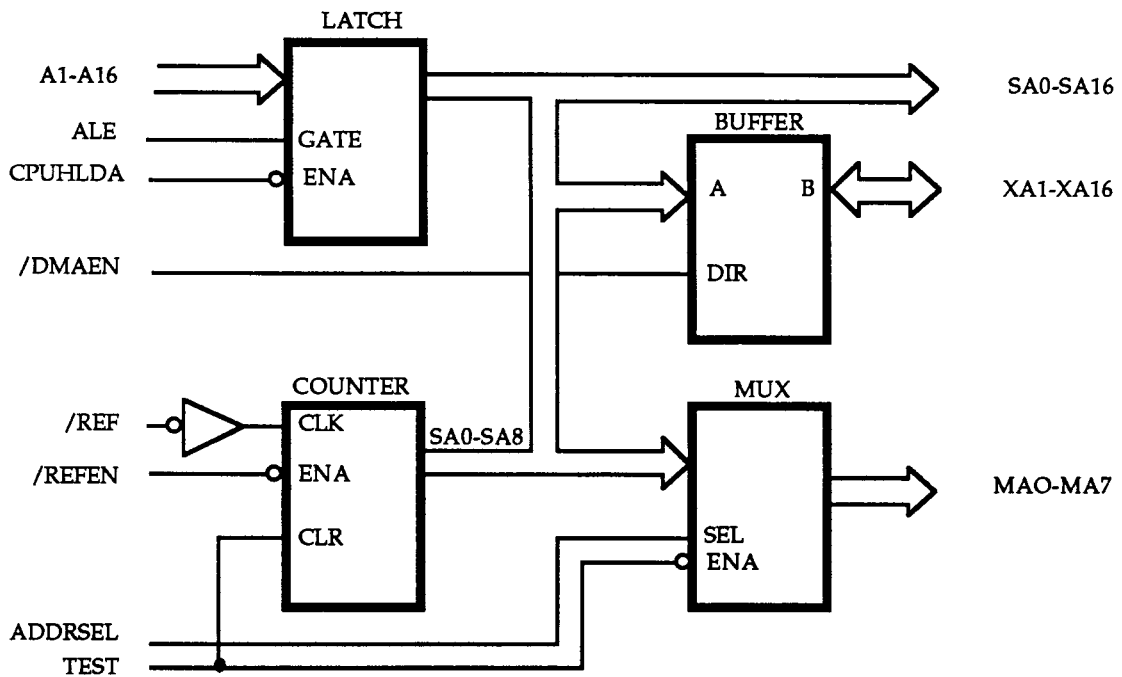 LATCH
A1-A16
SA0-SA16
ALE
GATE
BUFFER
CPUHLDA
ENA
A
B
XA1-XA16
/DMAEN
DIR
COUNTER
MUX
/REF
CLK
SA0-SA8
/REFEN
ENA
MAO-MA7
CLR
SEL
ENA
ADDRSEL
TEST